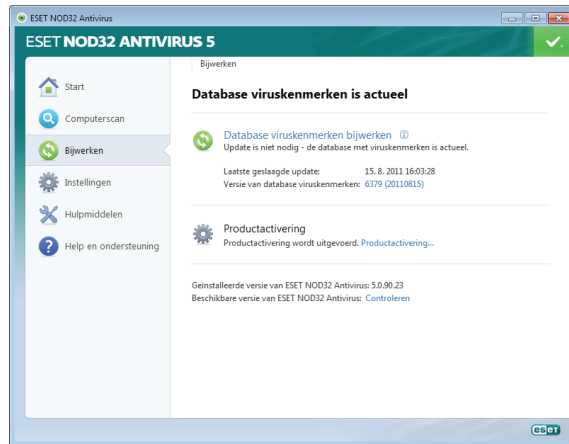 ESET NOD32 Antivirus
ESET NOD32 ANTIVIRUS 5
Start
Computerscan
Bijwerken
Instellingen
Hulpmiddelen
Help en ondersteuning
Bijwerken
Database viruskenmerken is actueel
Database viruskenmerken bijwerken
Update is niet nodig - de database met viruskenmerken is actueel.
Laatste geslaagde update: 15. 8. 2011 16:03:28
Versie van database viruskenmerken: 6379 (20110815)
Productactivering
Productactivering wordt uitgevoerd. Productactivering...
Geïnstalleerde versie van ESET NOD32 Antivirus: 5.0.90.23
Beschikbare versie van ESET NOD32 Antivirus: Controleren
eseT